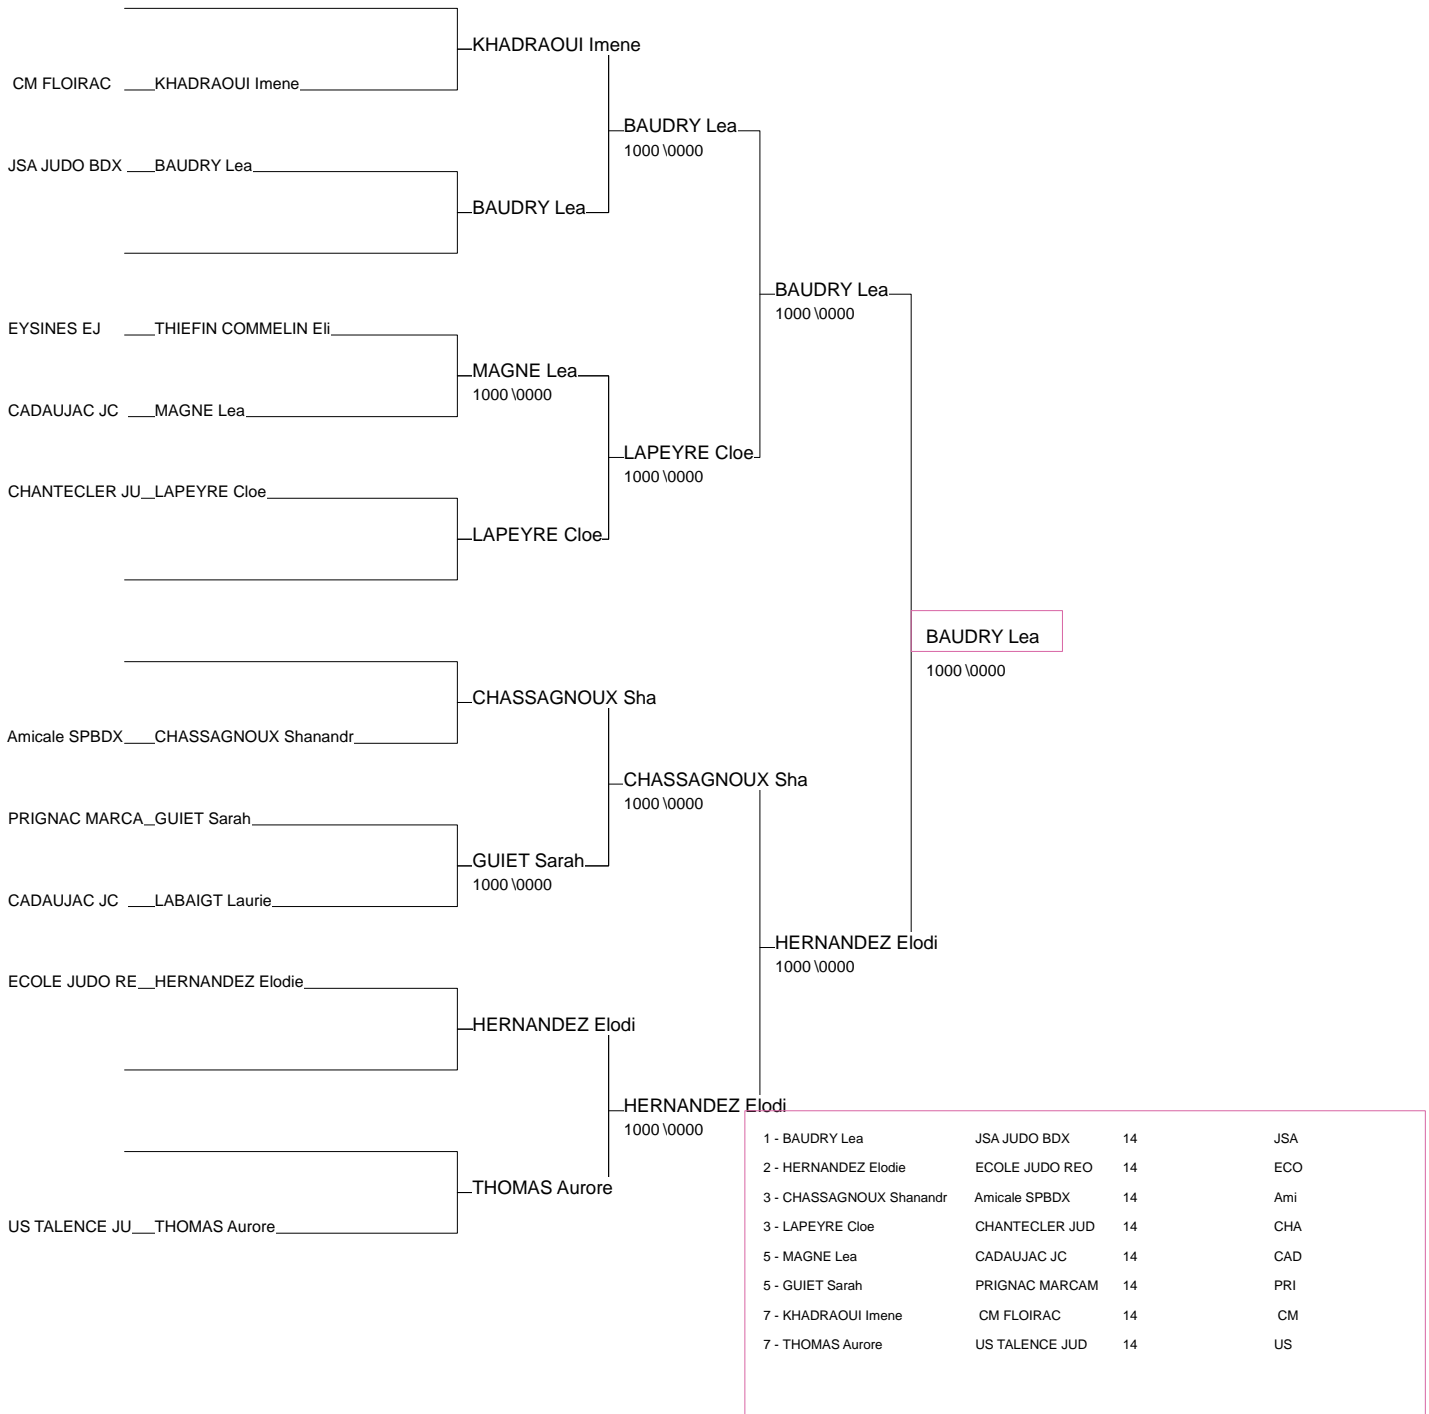 KHADRAOUI Imene
CM FLOIRAC KHADRAOUI Imene
BAUDRY Lea
1000 \0000
JSA JUDO BDX BAUDRY Lea
BAUDRY Lea
BAUDRY Lea
1000 \0000
EYSINES EJ THIEFIN COMMELIN Eli
MAGNE Lea
1000 \0000
CADAUJAC JC MAGNE Lea
LAPEYRE Cloe
1000 \0000
CHANTECLER JU LAPEYRE Cloe
LAPEYRE Cloe
BAUDRY Lea
1000 \0000
CHASSAGNOUX Sha
Amicale SPBDX CHASSAGNOUX Shanandr
CHASSAGNOUX Sha
1000 \0000
PRIGNAC MARCA GUIET Sarah
GUIET Sarah
1000 \0000
CADAUJAC JC LABAIGT Laurie
HERNANDEZ Elodi
1000 \0000
ECOLE JUDO RE HERNANDEZ Elodie
HERNANDEZ Elodi
HERNANDEZ Elodi
1000 \0000
THOMAS Aurore
US TALENCE JU THOMAS Aurore
1 - BAUDRY Lea JSA JUDO BDX 14 JSA
2 - HERNANDEZ Elodie ECOLE JUDO REO 14 ECO
3 - CHASSAGNOUX Shanandr Amicale SPBDX 14 Ami
3 - LAPEYRE Cloe CHANTECLER JUD 14 CHA
5 - MAGNE Lea CADAUJAC JC 14 CAD
5 - GUIET Sarah PRIGNAC MARCAM 14 PRI
7 - KHADRAOUI Imene CM FLOIRAC 14 CM
7 - THOMAS Aurore US TALENCE JUD 14 US